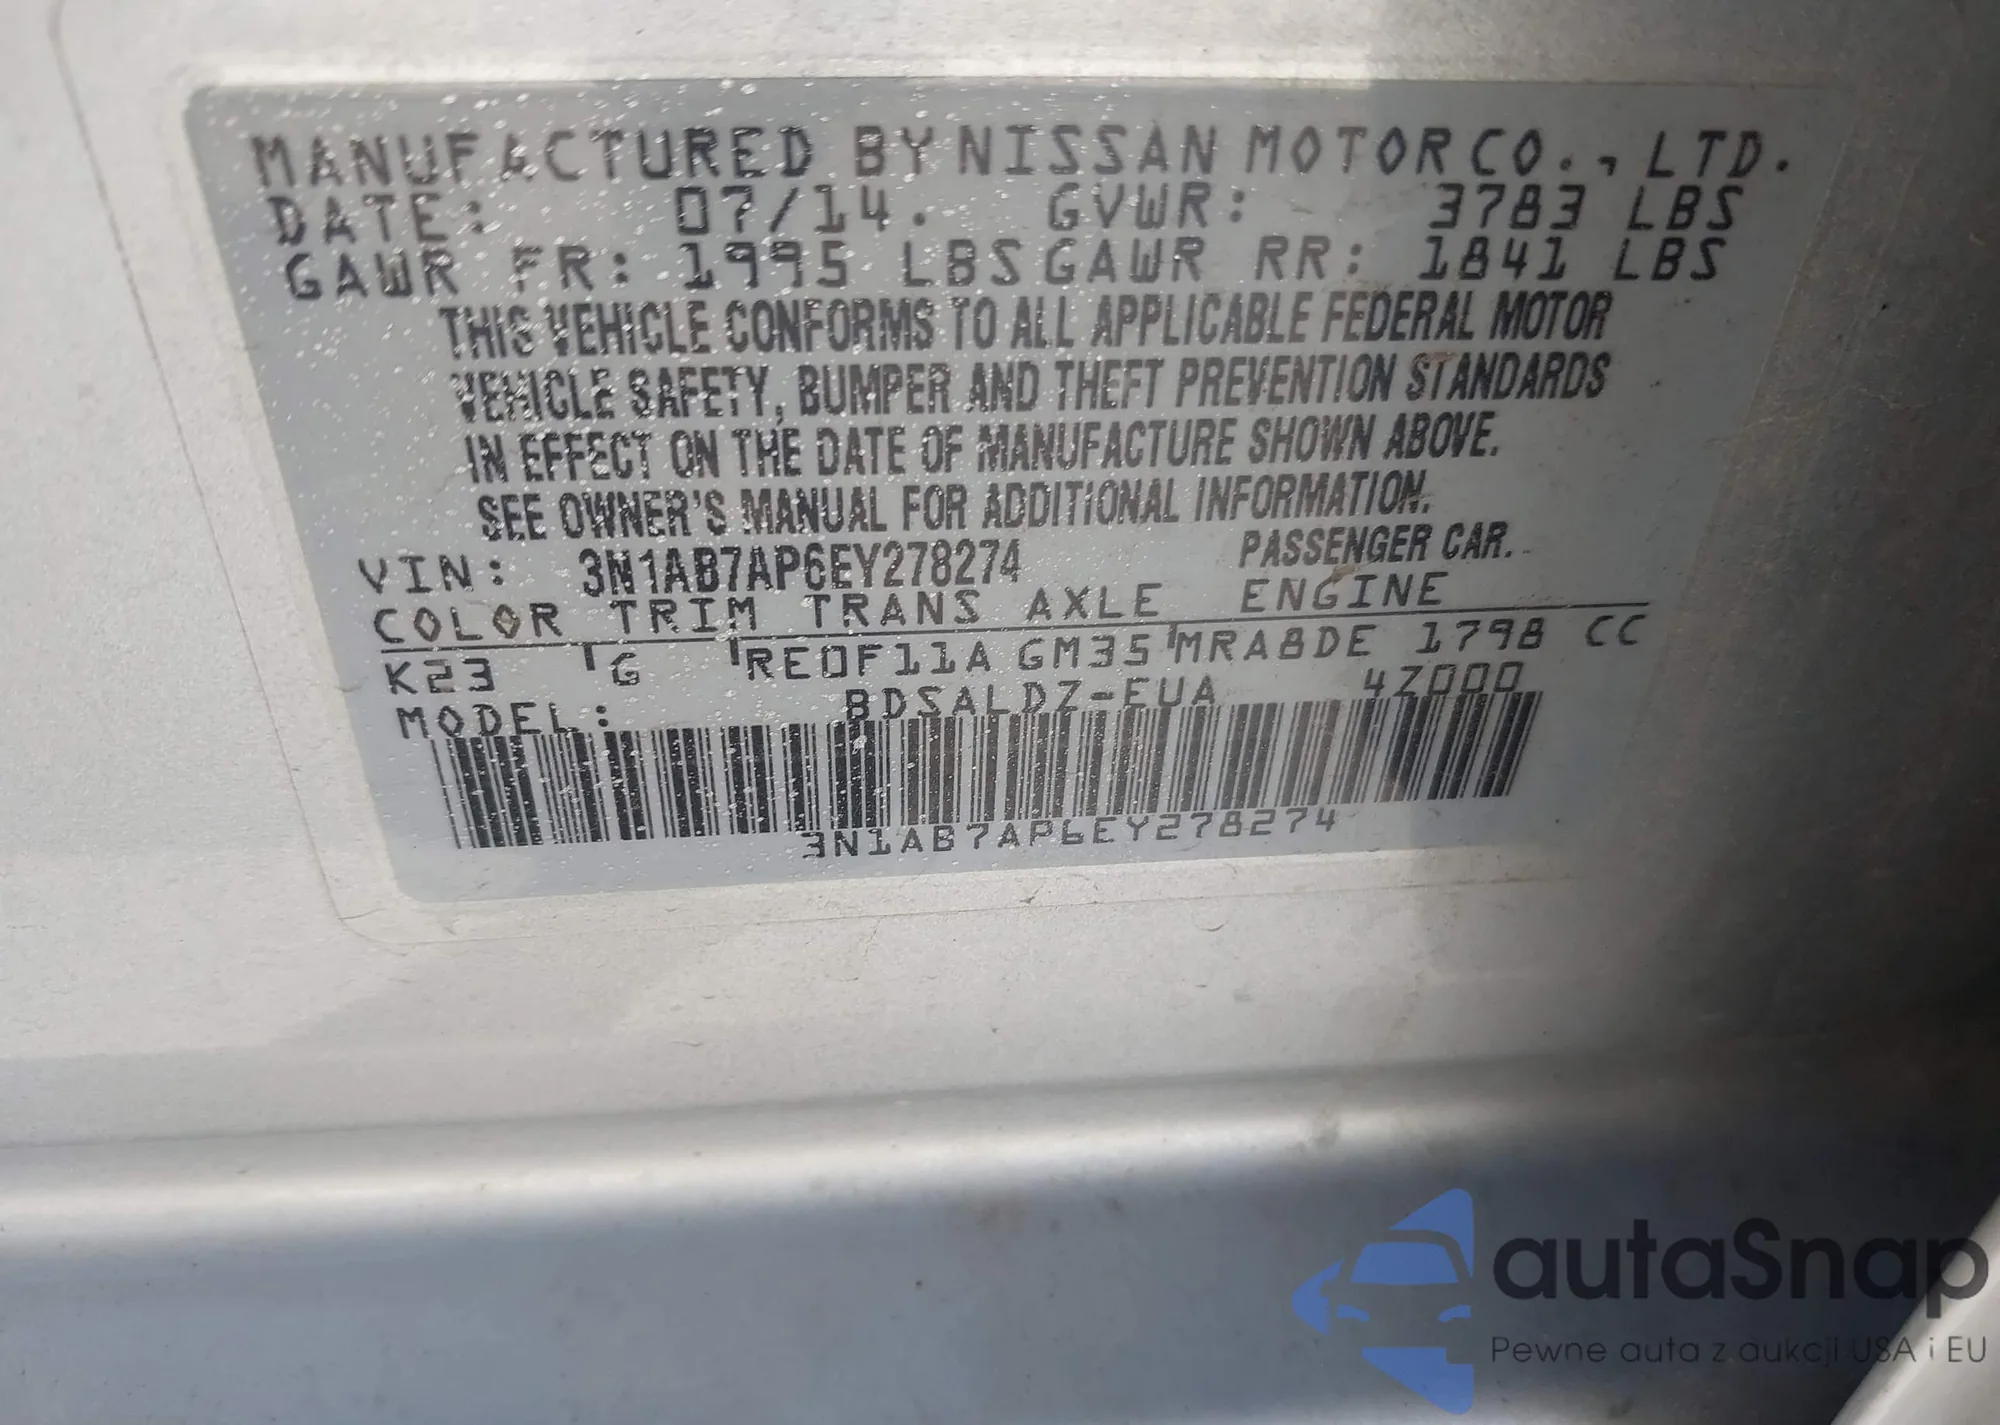 MANUFACTURED BY NISSAN MOTOR CO., LTD.
DATE: 07/14. GVWR: 3783 LBS
GAWR FR: 1995 LBS GAWR RR: 1841 LBS
THIS VEHICLE CONFORMS TO ALL APPLICABLE FEDERAL MOTOR
VEHICLE SAFETY, BUMPER AND THEFT PREVENTION STANDARDS
IN EFFECT ON THE DATE OF MANUFACTURE SHOWN ABOVE.
SEE OWNER'S MANUAL FOR ADDITIONAL INFORMATION.
VIN: 3N1AB7AP6EY278274 PASSENGER CAR.
COLOR TRIM TRANS AXLE ENGINE
K23 G RE0F11A GM35 MRA8DE 1798 CC
MODEL: BDSALDZ-EUA 4Z000
3N1AB7AP6EY278274
autaSnap
Pewne auta z aukcji USA i EU